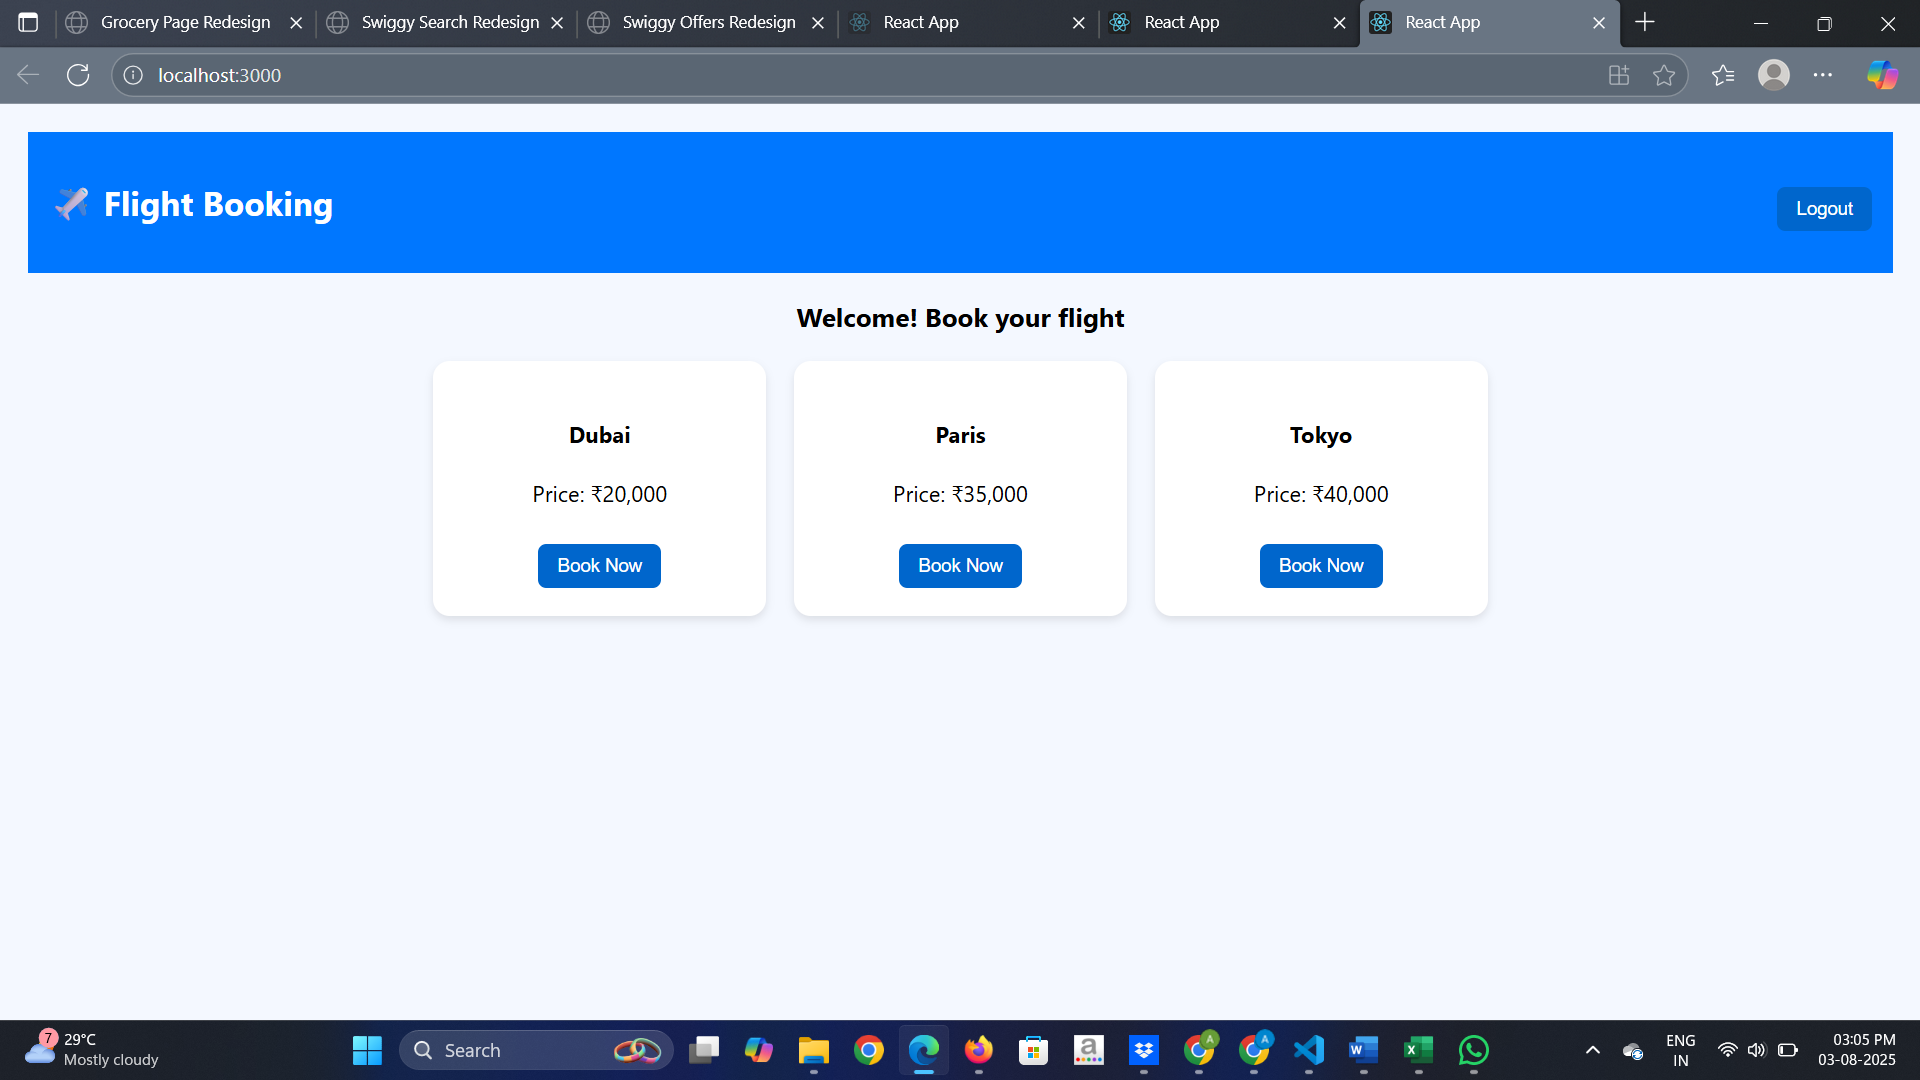 Grocery Page Redesign
Swiggy Search Redesign
Swiggy Offers Redesign
React App
React App
React App
localhost:3000
Flight Booking
Logout
Welcome! Book your flight
Dubai
Price: ₹20,000
Book Now
Paris
Price: ₹35,000
Book Now
Tokyo
Price: ₹40,000
Book Now
7
29°C
Mostly cloudy
Search
a
A
A
W
X
ENG
IN
03:05 PM
03-08-2025